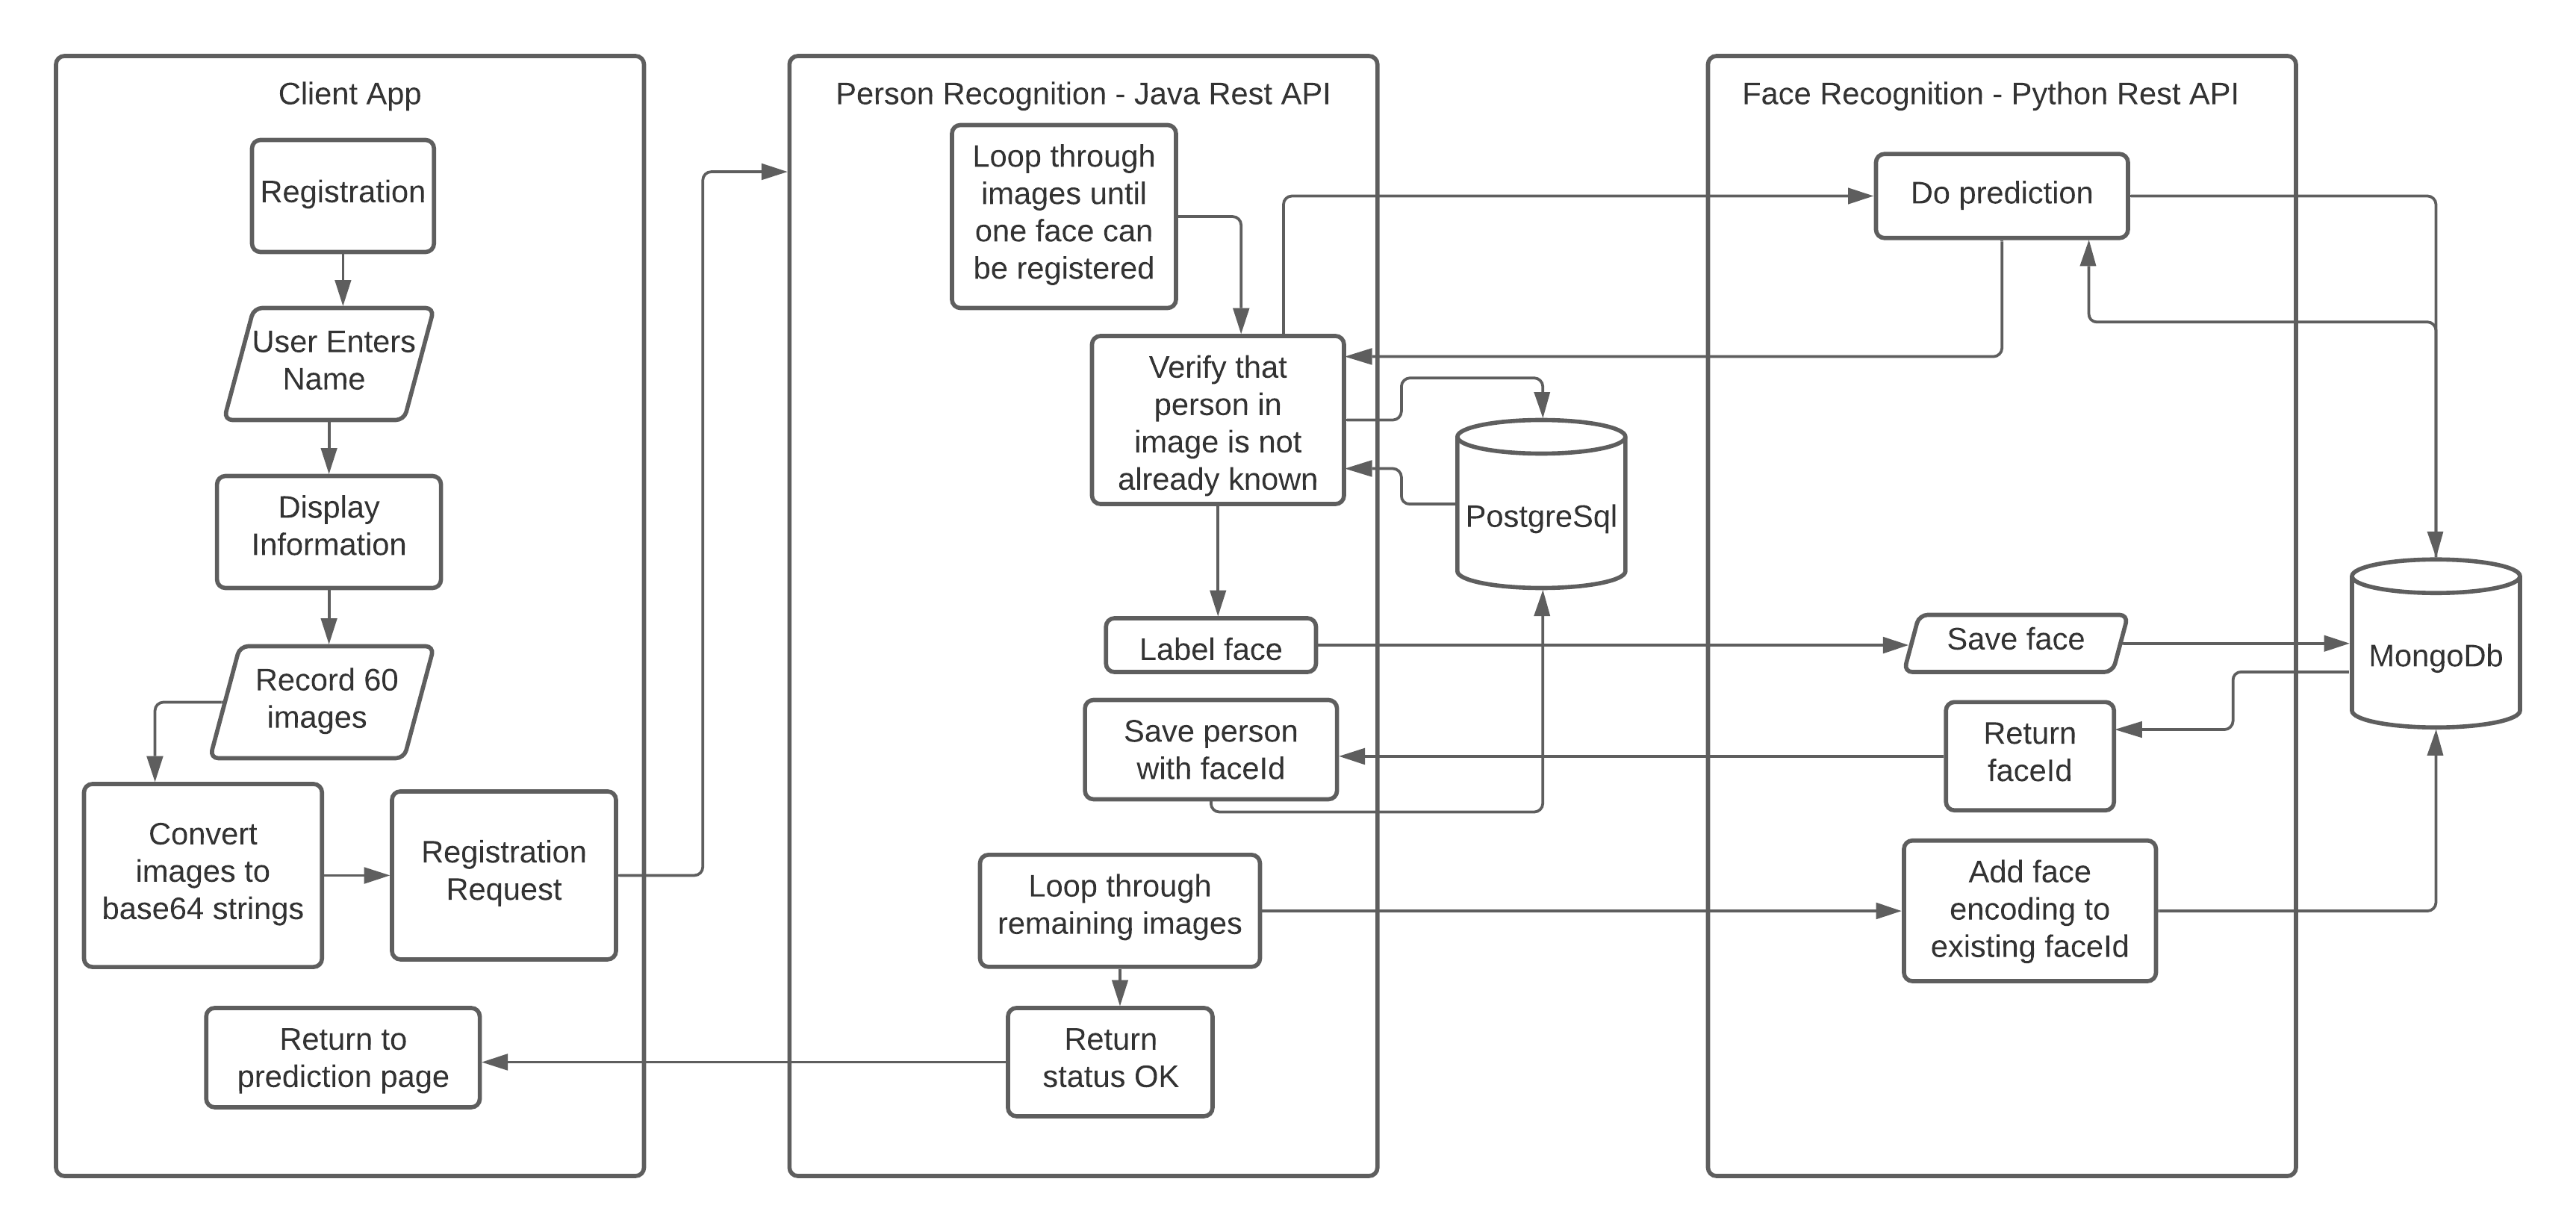 Client App
Registration
User Enters
Name
Display
Information
Record 60
images
Convert
images to
base64 strings
Registration
Request
Return to
prediction page
Person Recognition - Java Rest API
Loop through
images until
one face can
be registered
Verify that
person in
image is not
already known
PostgreSql
Label face
Save person
with faceId
Loop through
remaining images
Return
status OK
Face Recognition - Python Rest API
Do prediction
Save face
Return
faceId
Add face
encoding to
existing faceId
MongoDb